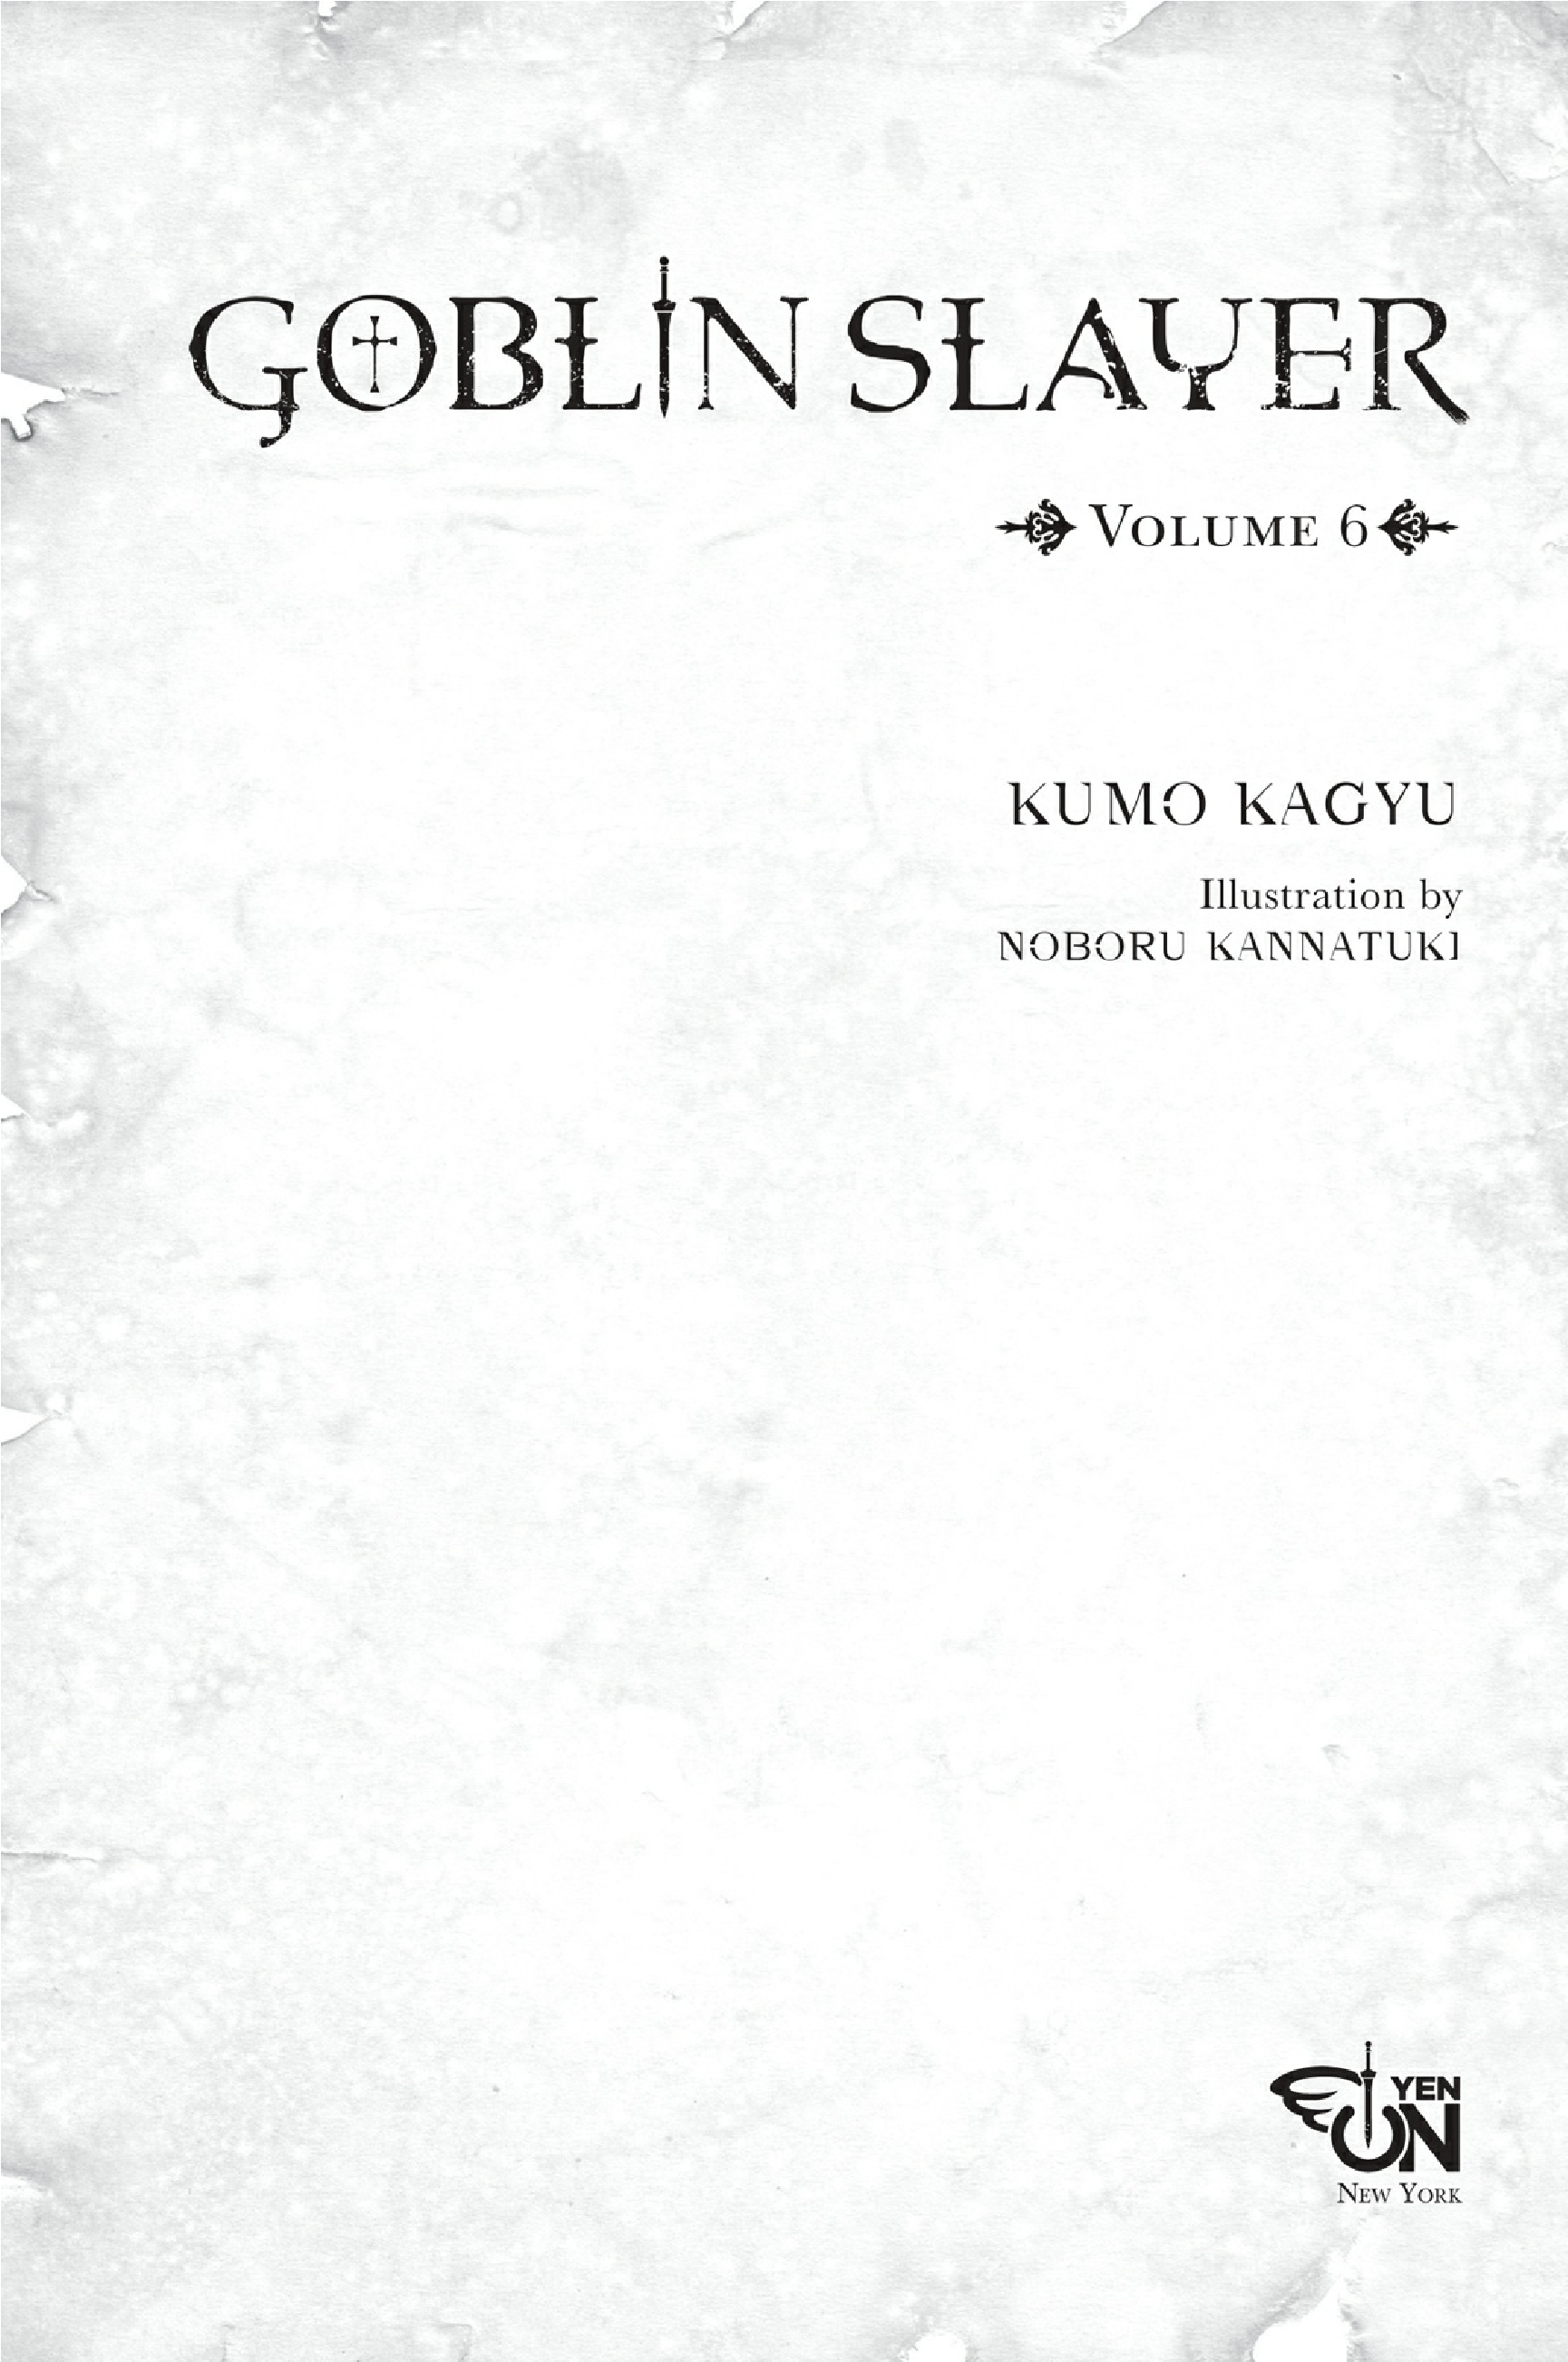 GOBLIN SLAYER
VOLUME 6
KUMO KAGYU
Illustration by
NOBORU KANNATUKI
YEN
ON
NEW YORK